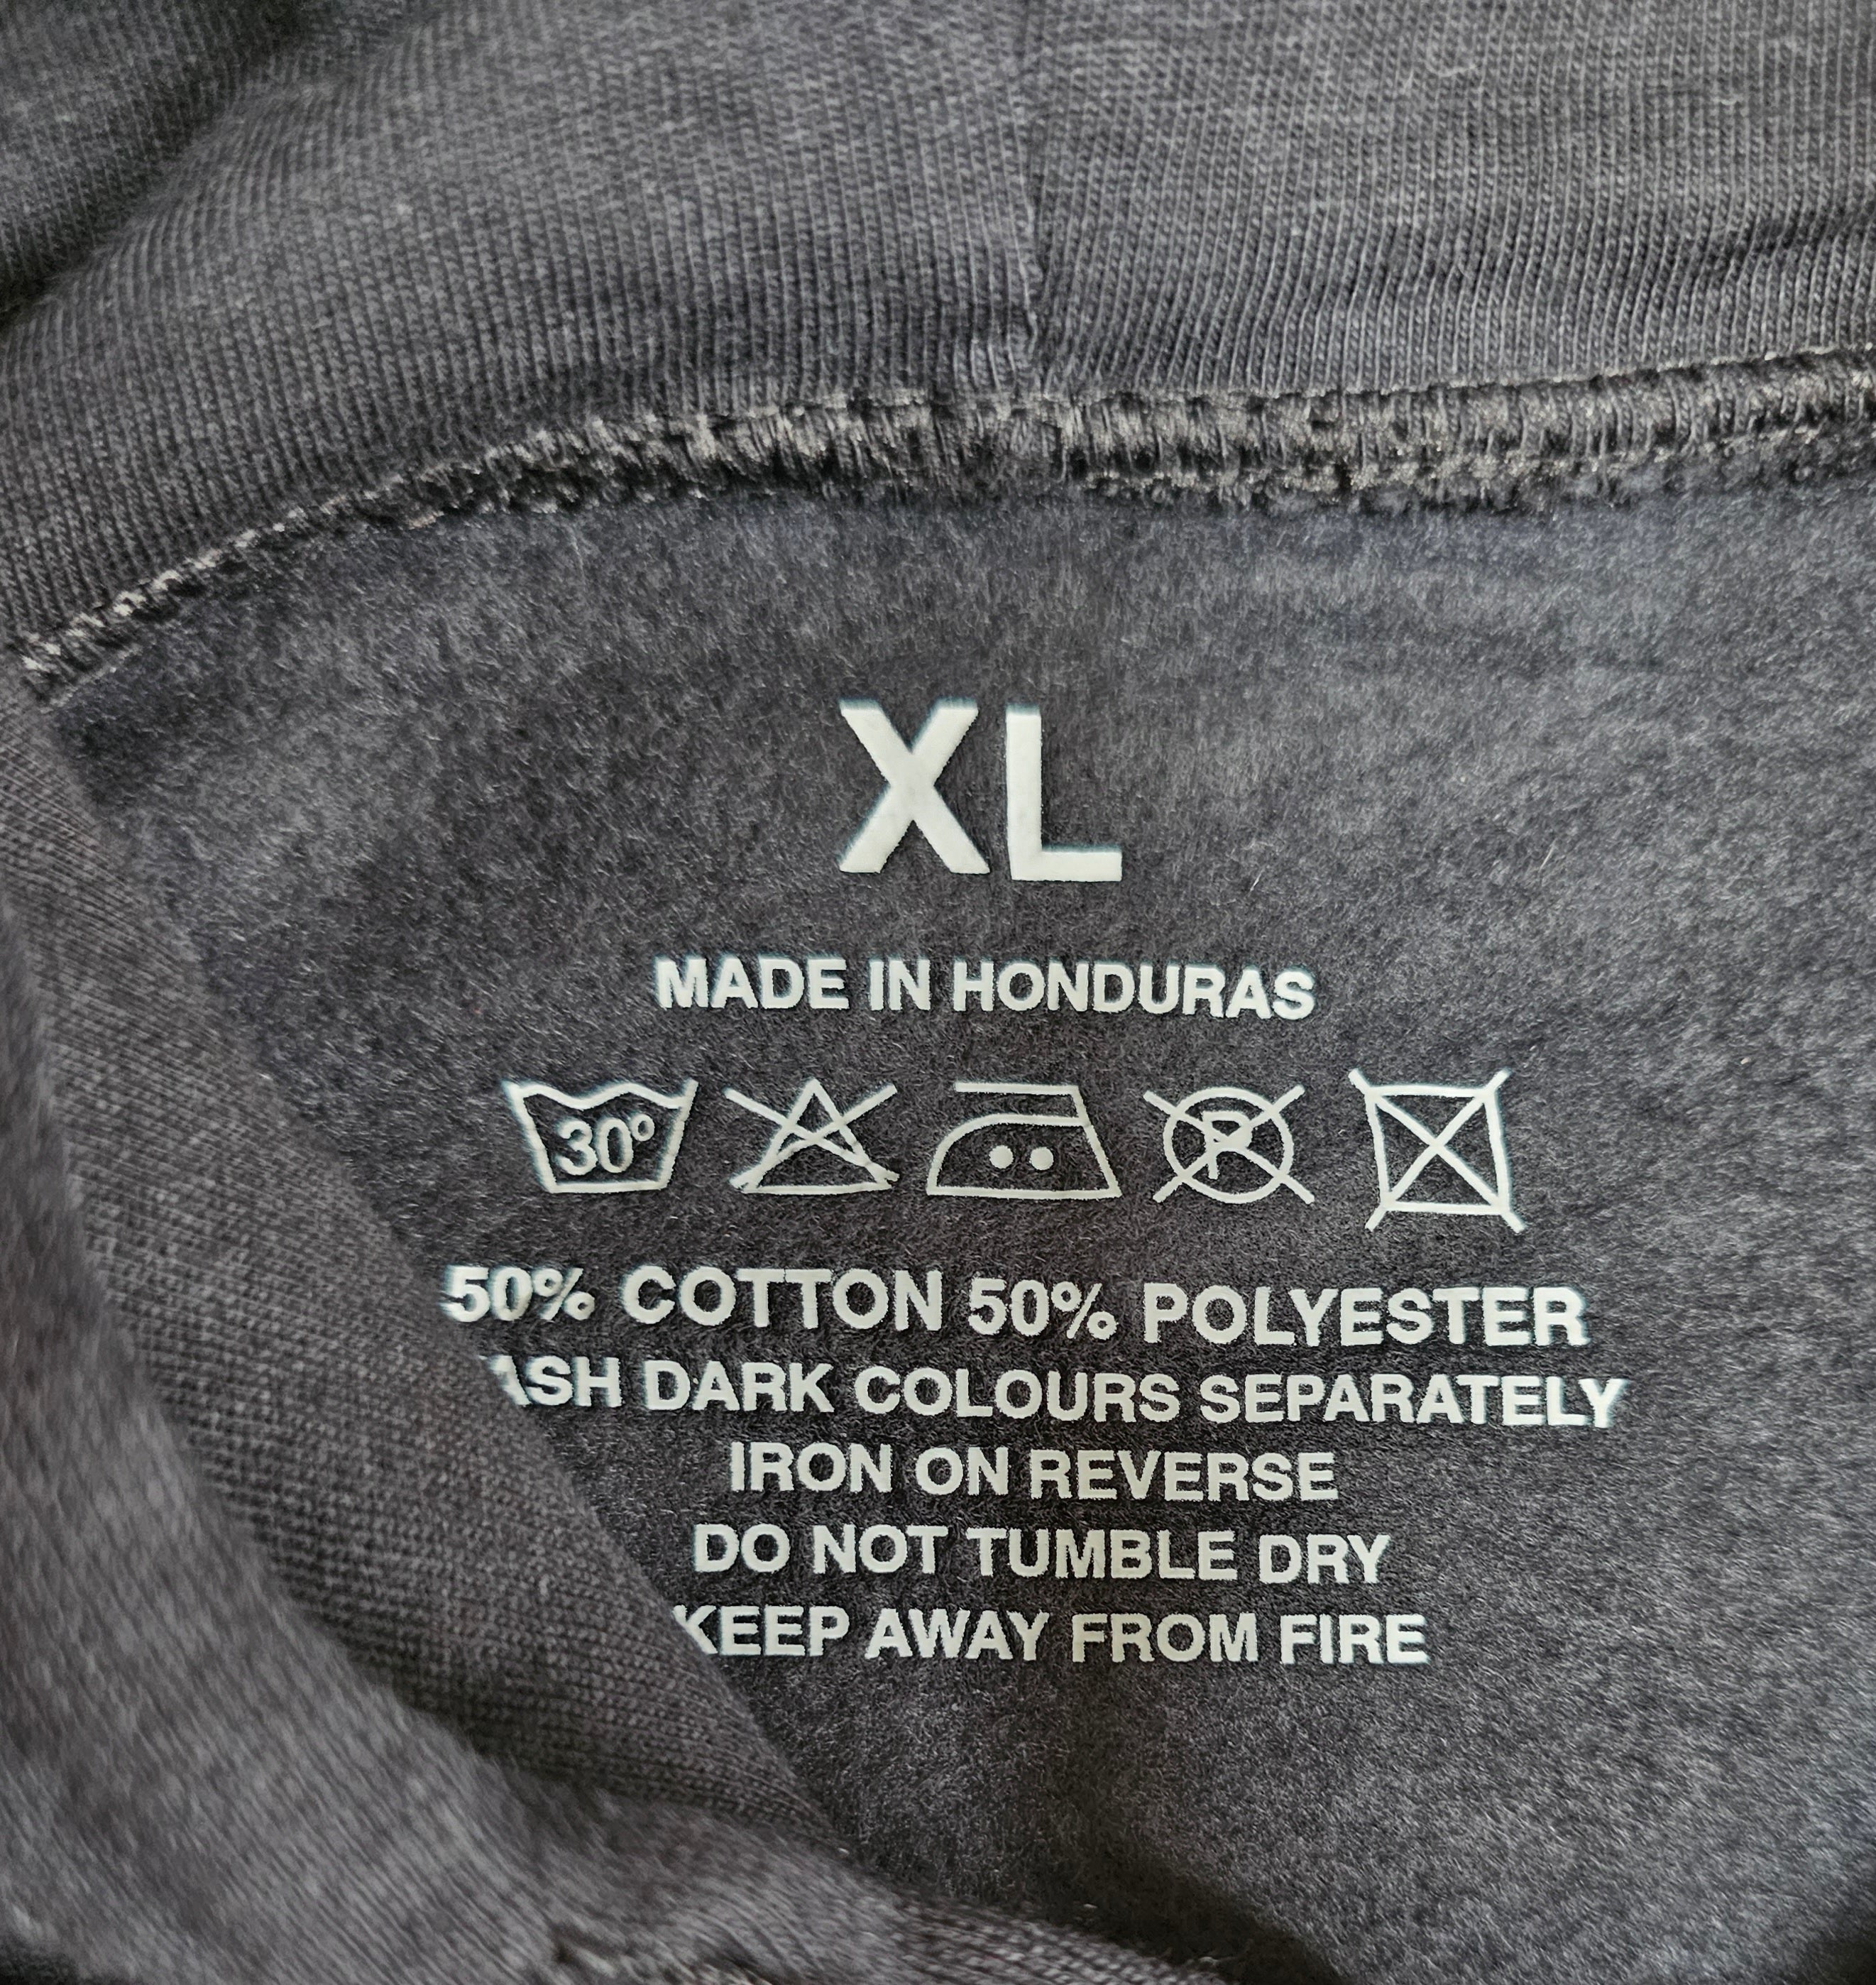 XL
MADE IN HONDURAS
30° P
50% COTTON 50% POLYESTER
ASH DARK COLOURS SEPARATELY
IRON ON REVERSE
DO NOT TUMBLE DRY
KEEP AWAY FROM FIRE